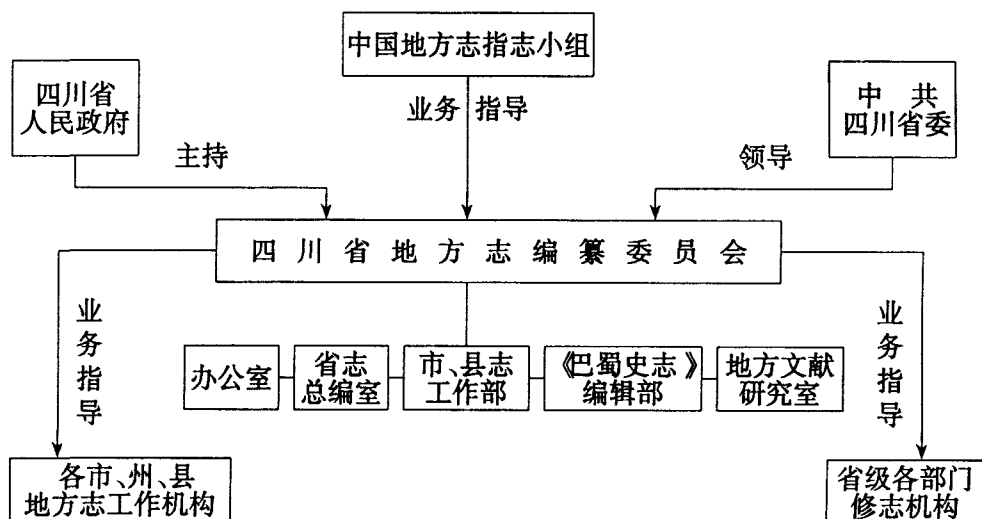 中国地方志指志小组
四川省
人民政府
中 共
四川省委
业务 指导
主持
领导
四川省地方志编纂委员会
业务指导
业务指导
办公室
省志
总编室
市、县志
工作部
《巴蜀史志》
编辑部
地方文献
研究室
各市、州、县
地方志工作机构
省级各部门
修志机构